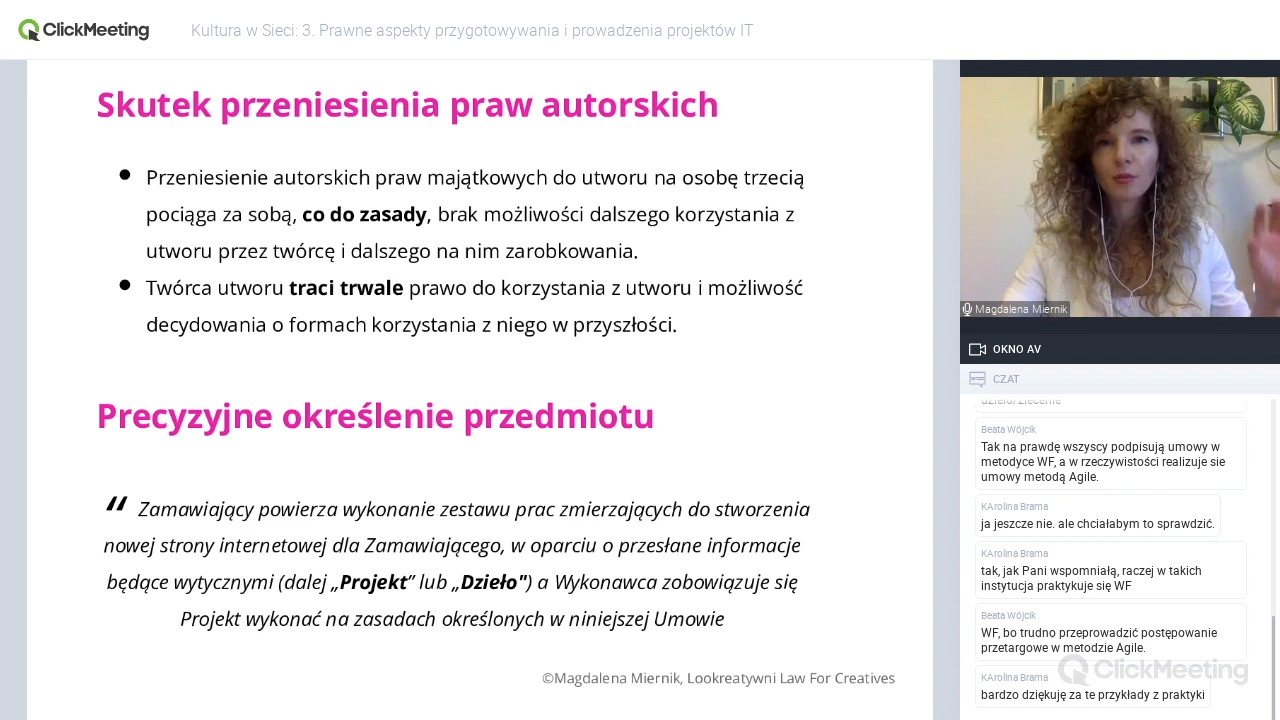 ClickMeeting
Kultura w Sieci: 3. Prawne aspekty przygotowywania i prowadzenia projektów IT
Skutek przeniesienia praw autorskich
Przeniesienie autorskich praw majątkowych do utworu na osobę trzecią
pociąga za sobą, co do zasady, brak możliwości dalszego korzystania z
utworu przez twórcę i dalszego na nim zarobkowania.
Twórca utworu traci trwale prawo do korzystania z utworu i możliwość
decydowania o formach korzystania z niego w przyszłości.
Precyzyjne określenie przedmiotu
“ Zamawiający powierza wykonanie zestawu prac zmierzających do stworzenia
nowej strony internetowej dla Zamawiającego, w oparciu o przesłane informacje
będące wytycznymi (dalej „Projekt” lub „Dzieło") a Wykonawca zobowiązuje się
Projekt wykonać na zasadach określonych w niniejszej Umowie
©Magdalena Miernik, Lookreatywni Law For Creatives
Magdalena Miernik
OKNO AV
CZAT
dzieło/zlecenie
Beata Wójcik
Tak na prawdę wszyscy podpisują umowy w
metodyce WF, a w rzeczywistości realizuje sie
umowy metodą Agile.
KArolina Brama
ja jeszcze nie. ale chciałabym to sprawdzić.
KArolina Brama
tak, jak Pani wspomniałą, raczej w takich
instytucja praktykuje się WF
Beata Wójcik
WF, bo trudno przeprowadzić postępowanie
przetargowe w metodzie Agile.
KArolina Brama
bardzo dziękuję za te przykłady z praktyki
ClickMeeting